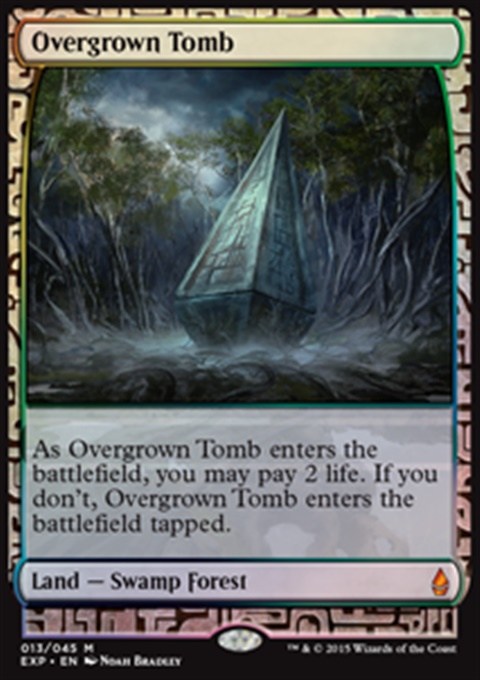 Overgrown Tomb
As Overgrown Tomb enters the
battlefield, you may pay 2 life. If you
don't, Overgrown Tomb enters the
battlefield tapped.
Land — Swamp Forest
013/045 M
EXP • EN Noah Bradley
™ & © 2015 Wizards of the Coast